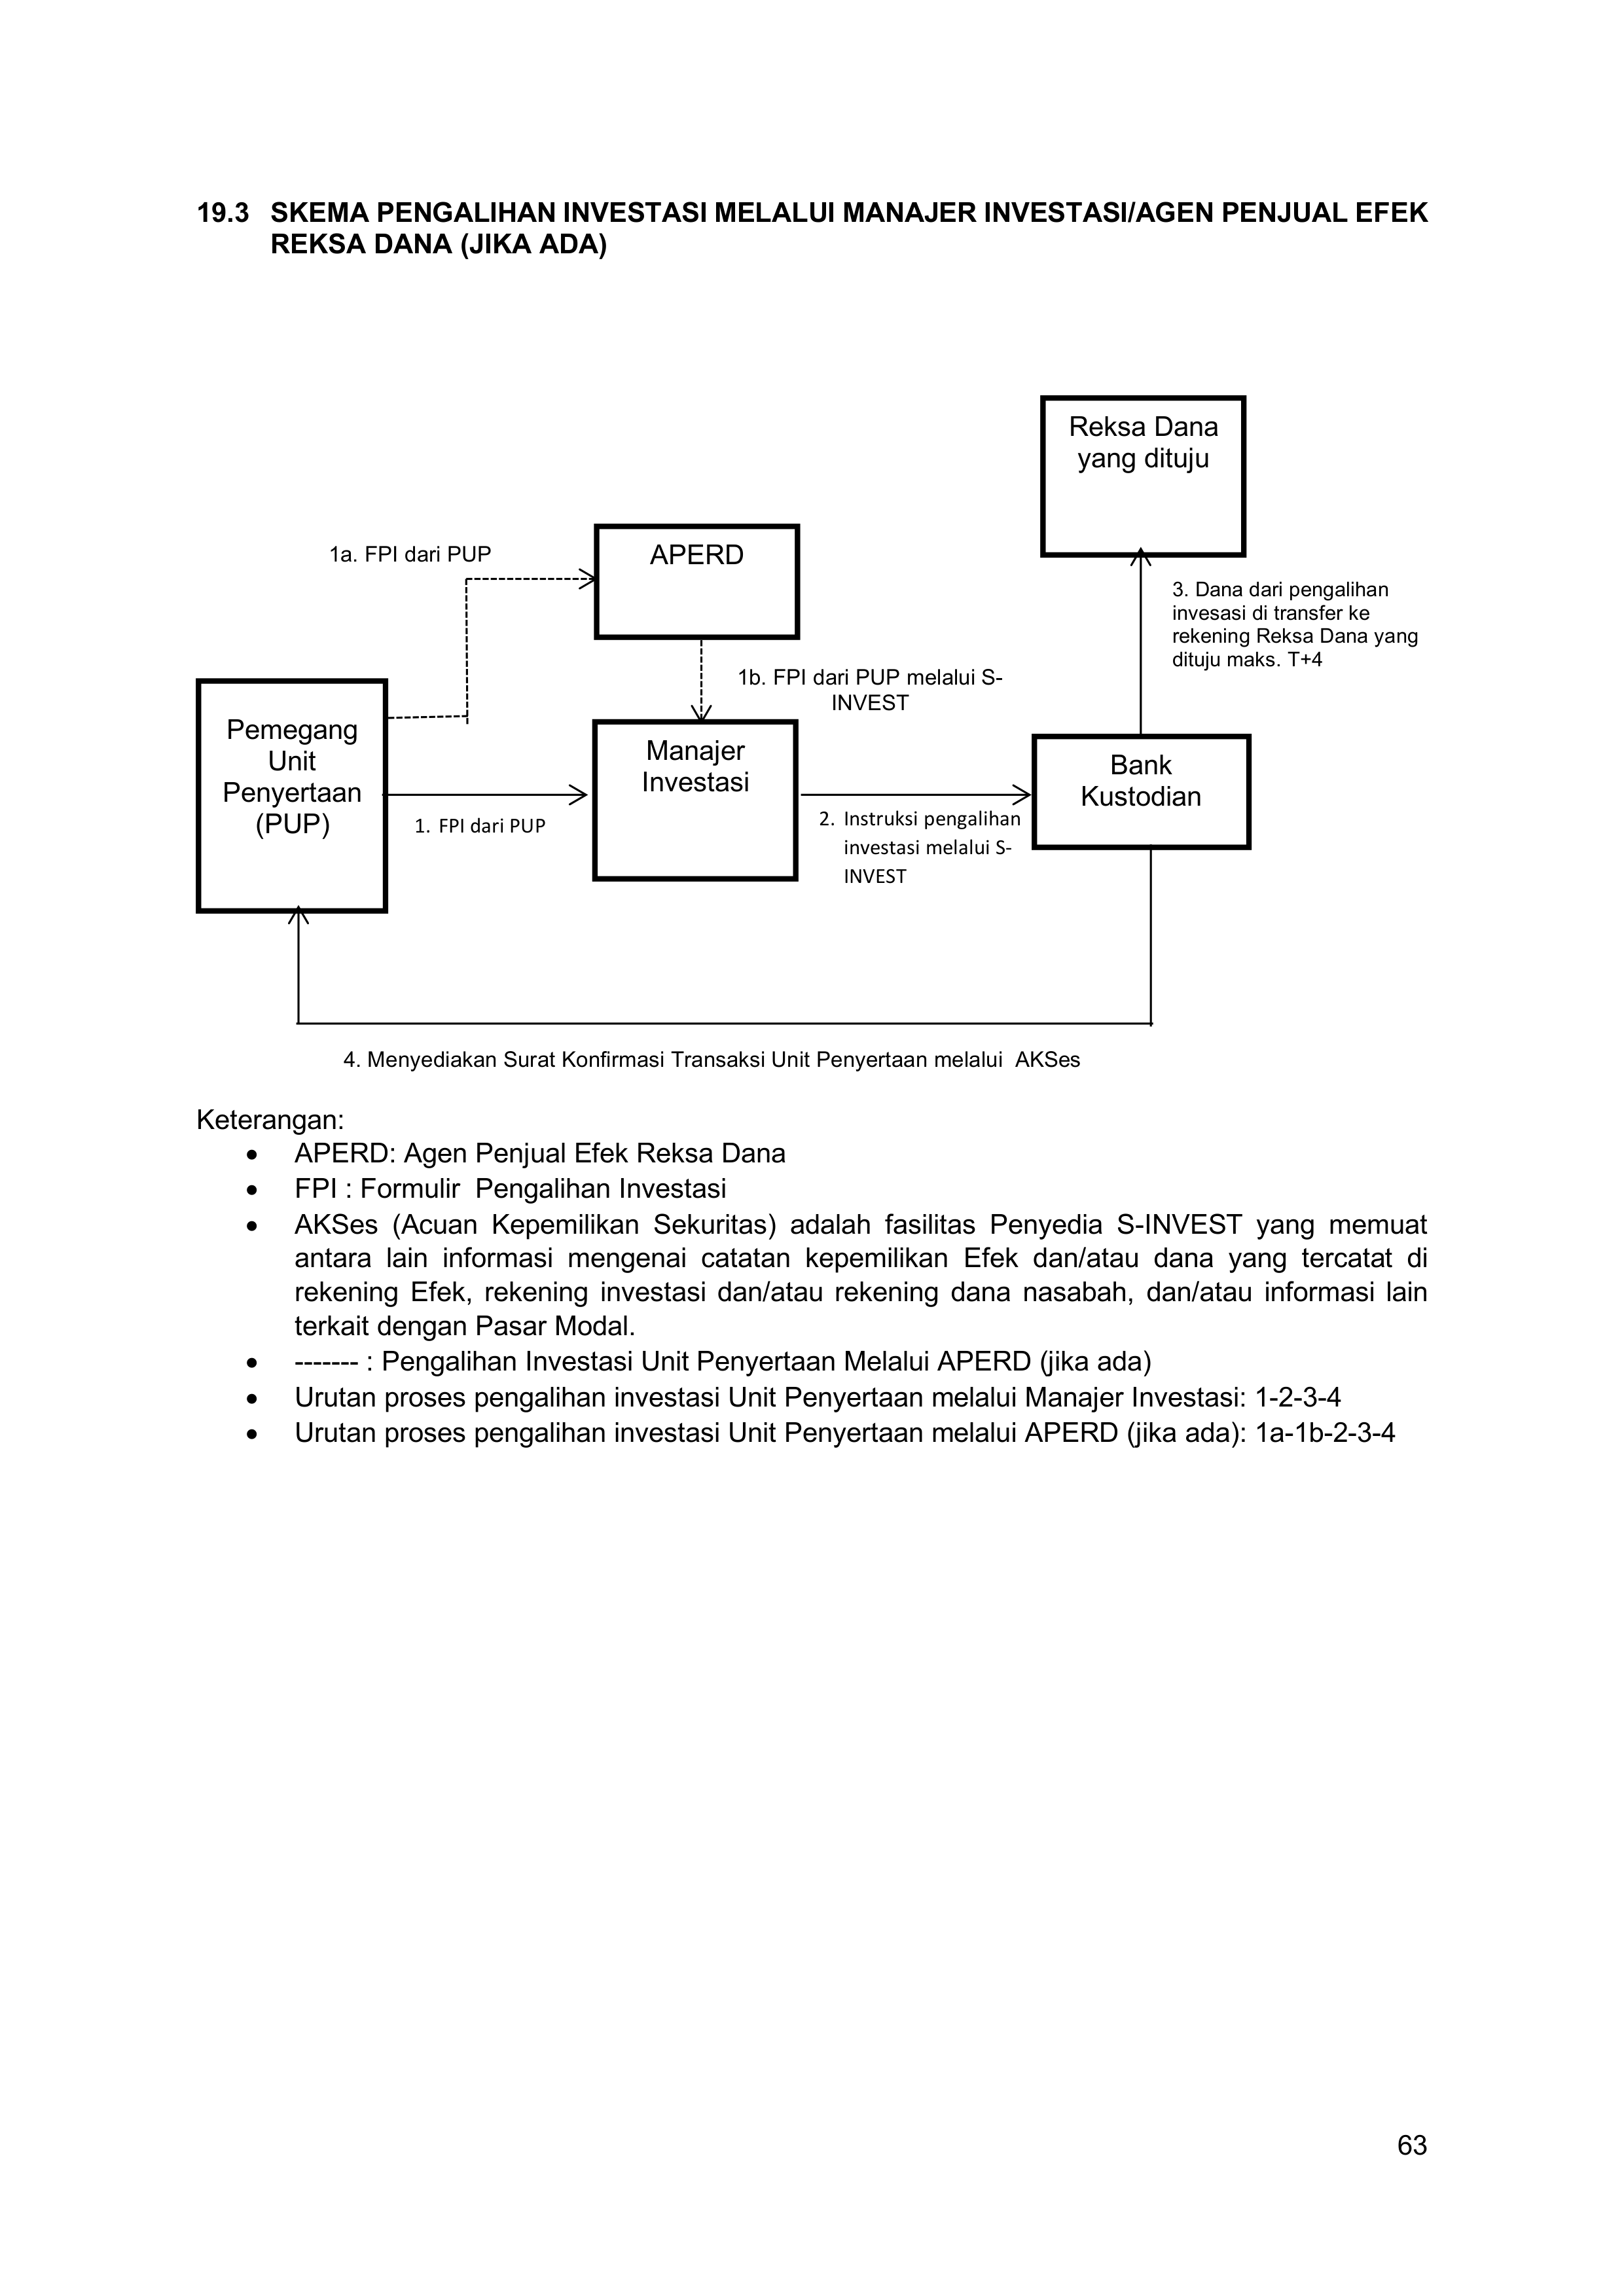 19.3 SKEMA PENGALIHAN INVESTASI MELALUI MANAJER INVESTASI/AGEN PENJUAL EFEK
REKSA DANA (JIKA ADA)
Reksa Dana
yang dituju
1a. FPI dari PUP
APERD
3. Dana dari pengalihan
invesasi di transfer ke
rekening Reksa Dana yang
dituju maks. T+4
1b. FPI dari PUP melalui S-
INVEST
Pemegang
Unit
Penyertaan
(PUP)
Manajer
Investasi
Bank
Kustodian
1. FPI dari PUP
2. Instruksi pengalihan
investasi melalui S-
INVEST
4. Menyediakan Surat Konfirmasi Transaksi Unit Penyertaan melalui AKSes
Keterangan:
• APERD: Agen Penjual Efek Reksa Dana
• FPI : Formulir Pengalihan Investasi
• AKSes (Acuan Kepemilikan Sekuritas) adalah fasilitas Penyedia S-INVEST yang memuat
antara lain informasi mengenai catatan kepemilikan Efek dan/atau dana yang tercatat di
rekening Efek, rekening investasi dan/atau rekening dana nasabah, dan/atau informasi lain
terkait dengan Pasar Modal.
• ------- : Pengalihan Investasi Unit Penyertaan Melalui APERD (jika ada)
• Urutan proses pengalihan investasi Unit Penyertaan melalui Manajer Investasi: 1-2-3-4
• Urutan proses pengalihan investasi Unit Penyertaan melalui APERD (jika ada): 1a-1b-2-3-4
63